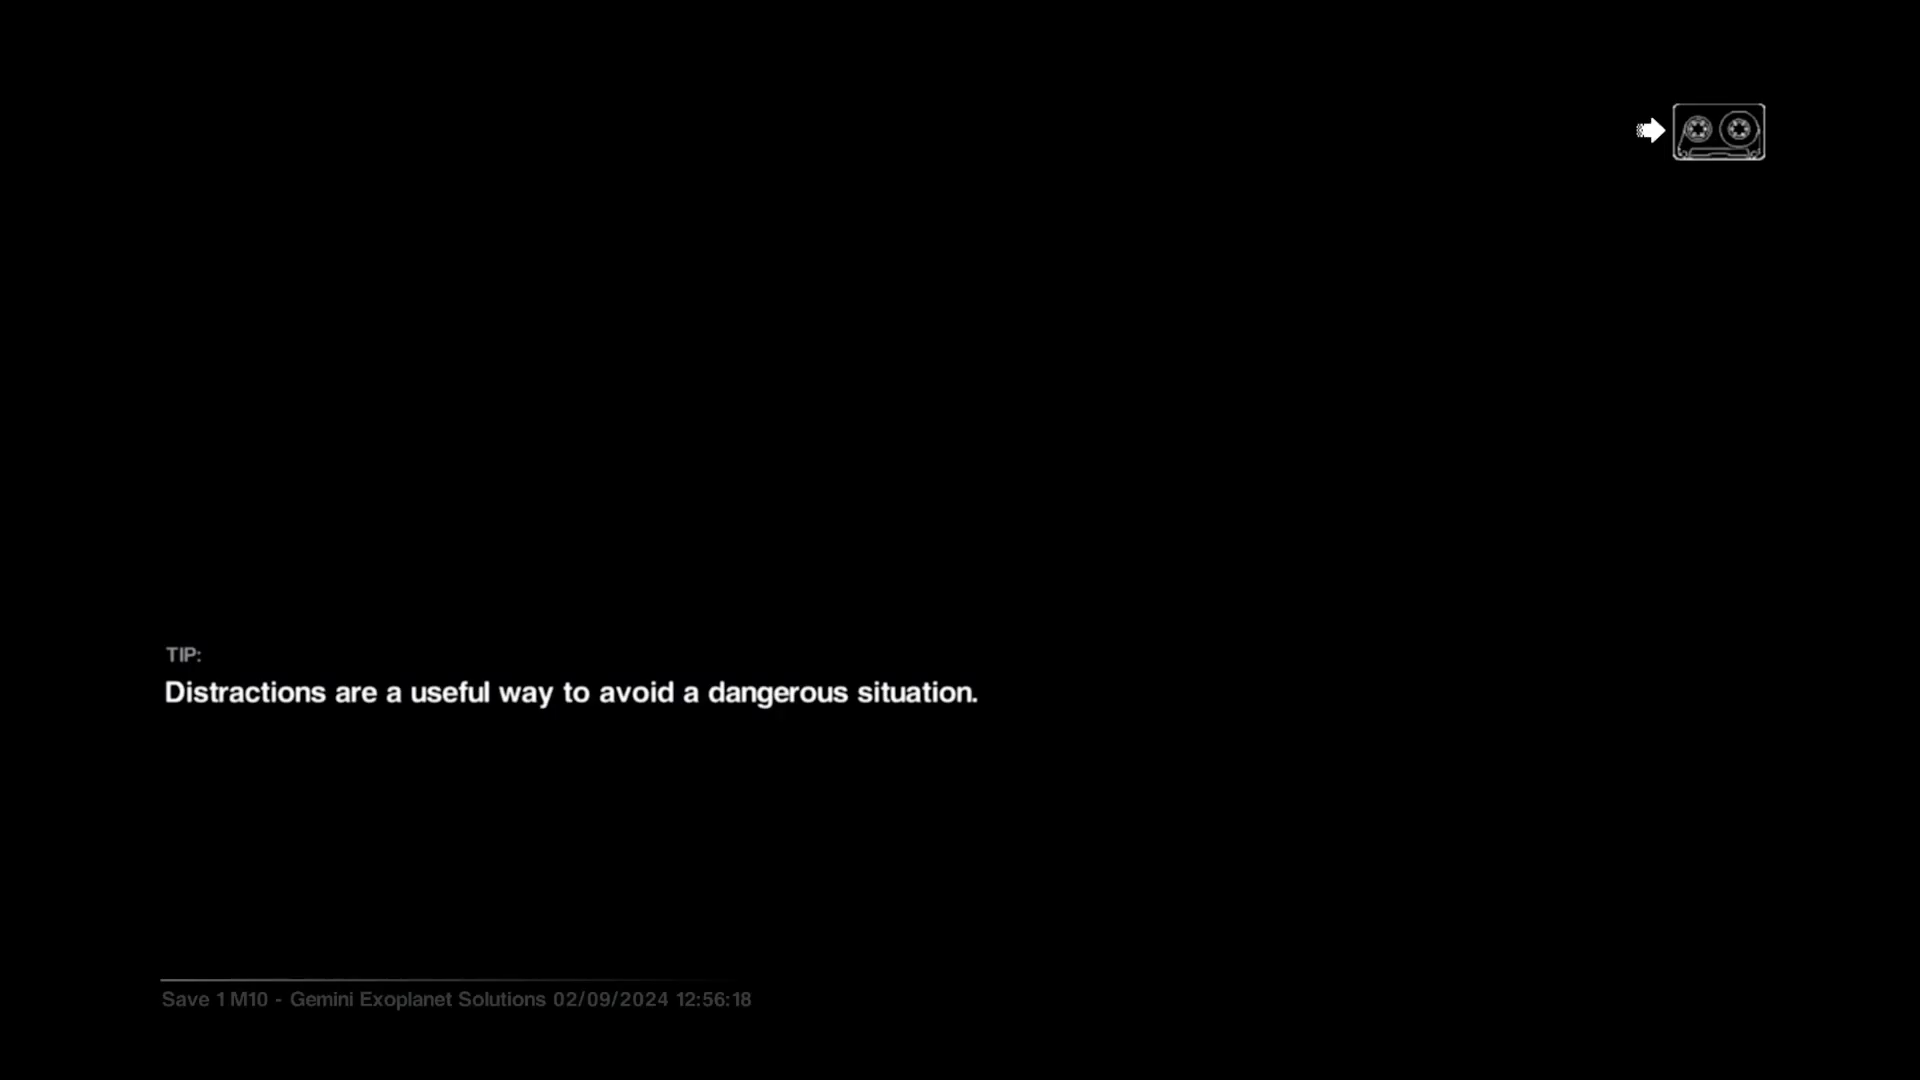 TIP:
Distractions are a useful way to avoid a dangerous situation.
Save 1 M10 - Gemini Exoplanet Solutions 02/09/2024 12:56:18